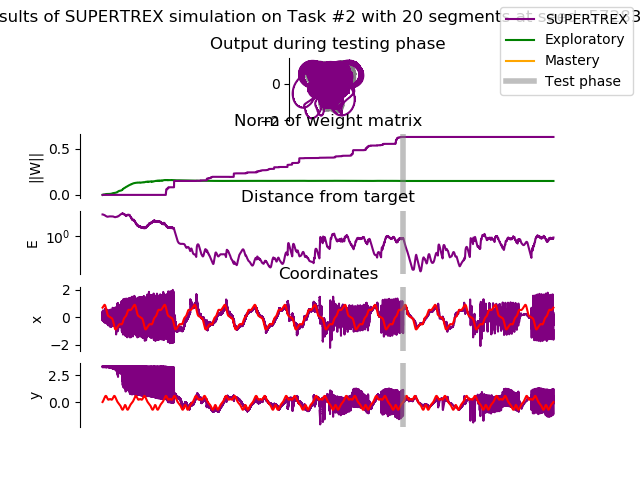 sults of SUPERTREX simulation on Task #2 with 20 segments
SUPERTREX
Exploratory
Mastery
Test phase
Output during testing phase
0
−2
Norm of weight matrix
||W||
0.5
0.0
Distance from target
E
10⁰
Coordinates
x
2
0
−2
y
2.5
0.0